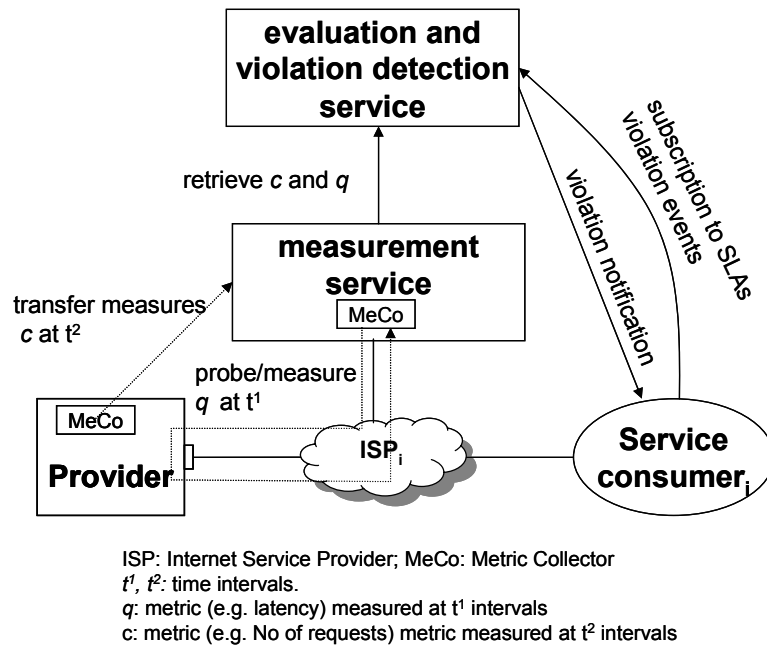 evaluation and
violation detection
service
subscription to SLAs
violation events
violation notification
retrieve c and q
measurement
service
MeCo
transfer measures
c at t²
probe/measure
q at t¹
MeCo
Provider
ISPi
Service
consumeri
ISP: Internet Service Provider; MeCo: Metric Collector
t¹, t²: time intervals.
q: metric (e.g. latency) measured at t¹ intervals
c: metric (e.g. No of requests) metric measured at t² intervals